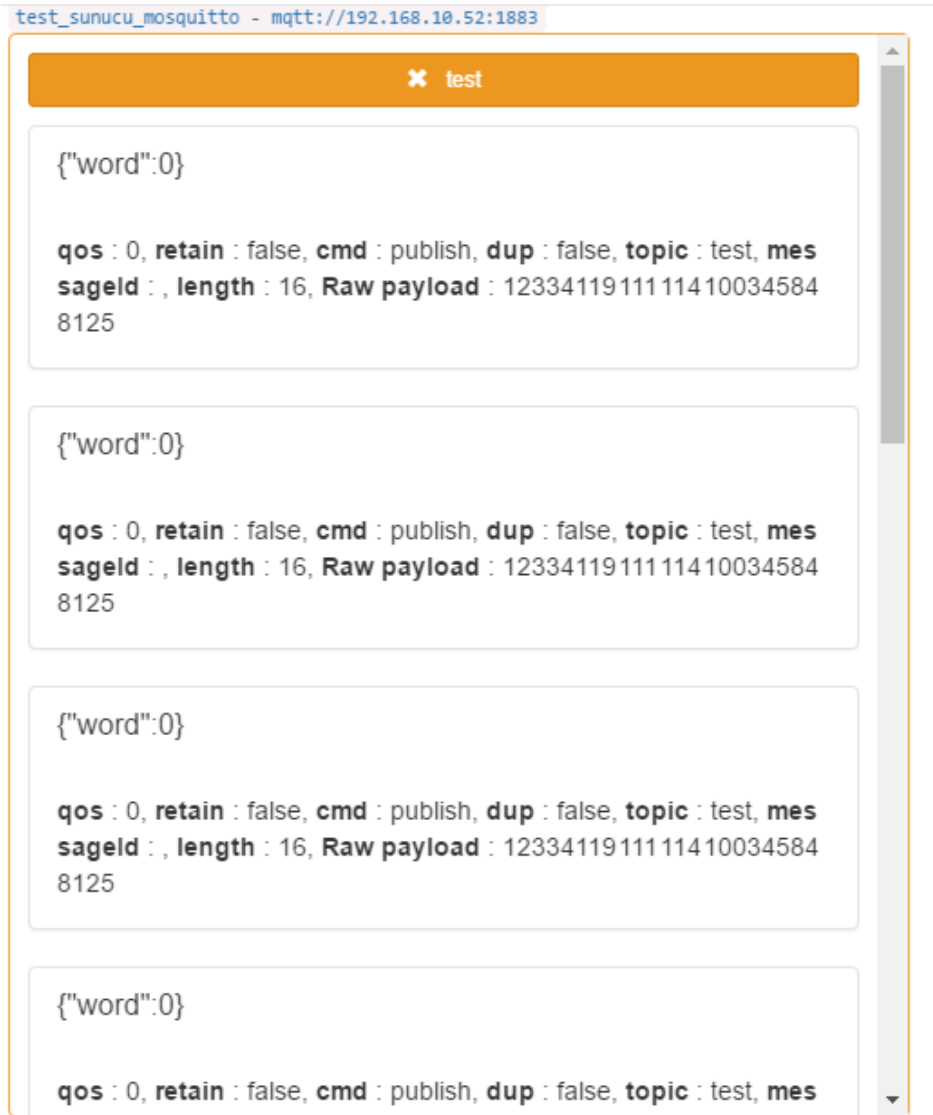 test_sunucu_mosquitto - mqtt://192.168.10.52:1883
✖ test
{"word":0}
qos : 0, retain : false, cmd : publish, dup : false, topic : test, mes
sageId : , length : 16, Raw payload : 1233411911111410034584
8125
{"word":0}
qos : 0, retain : false, cmd : publish, dup : false, topic : test, mes
sageId : , length : 16, Raw payload : 1233411911111410034584
8125
{"word":0}
qos : 0, retain : false, cmd : publish, dup : false, topic : test, mes
sageId : , length : 16, Raw payload : 1233411911111410034584
8125
{"word":0}
qos : 0, retain : false, cmd : publish, dup : false, topic : test, mes